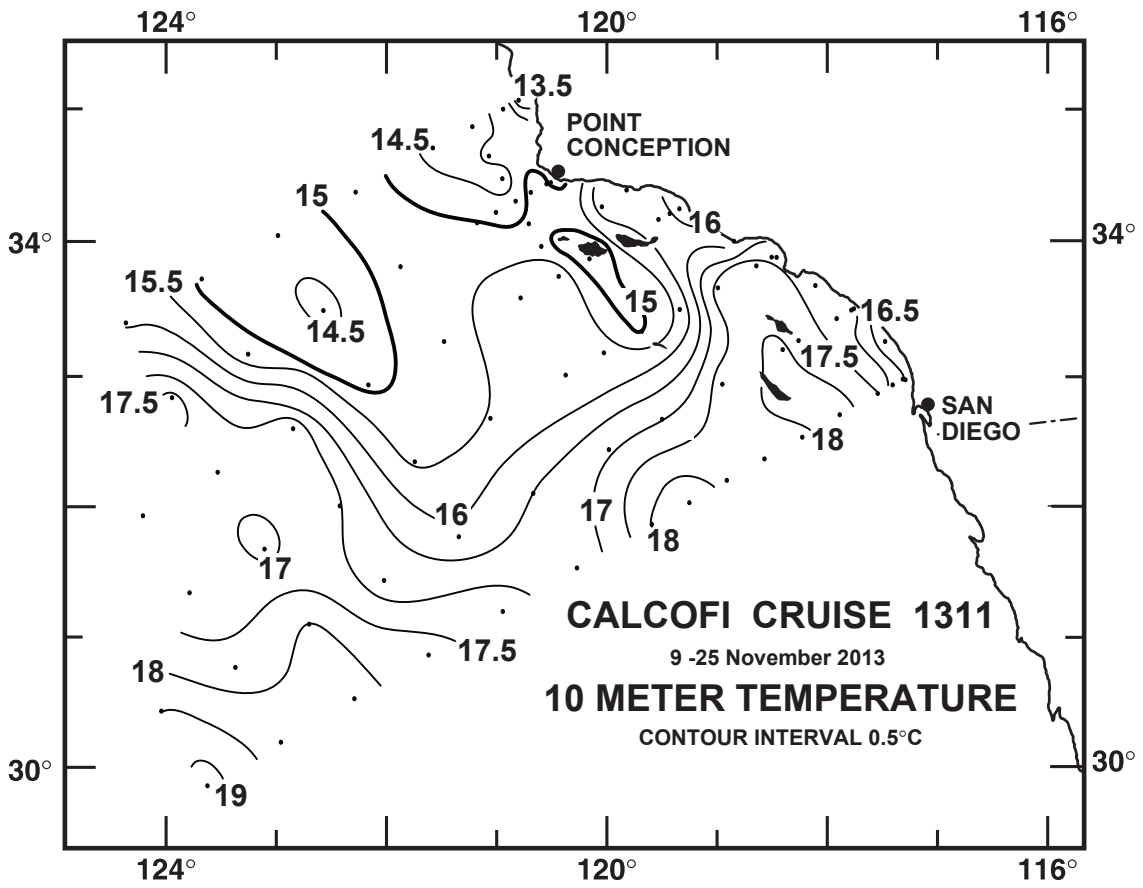 124° 120° 116°
13.5
POINT
CONCEPTION
14.5
15
16
34° 34°
15.5
15
14.5
16.5
17.5
17.5
SAN
DIEGO
18
16
17
18
17
CALCOFI CRUISE 1311
9 -25 November 2013
17.5
18
10 METER TEMPERATURE
CONTOUR INTERVAL 0.5°C
30° 30°
19
124° 120° 116°